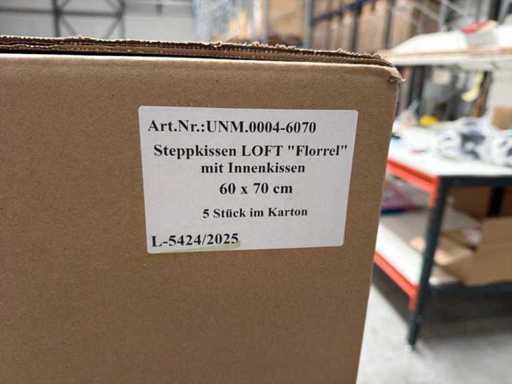 Art.Nr.:UNM.0004-6070
Steppkissen LOFT "Florrel"
mit Innenkissen
60 x 70 cm
5 Stück im Karton
L-5424/2025